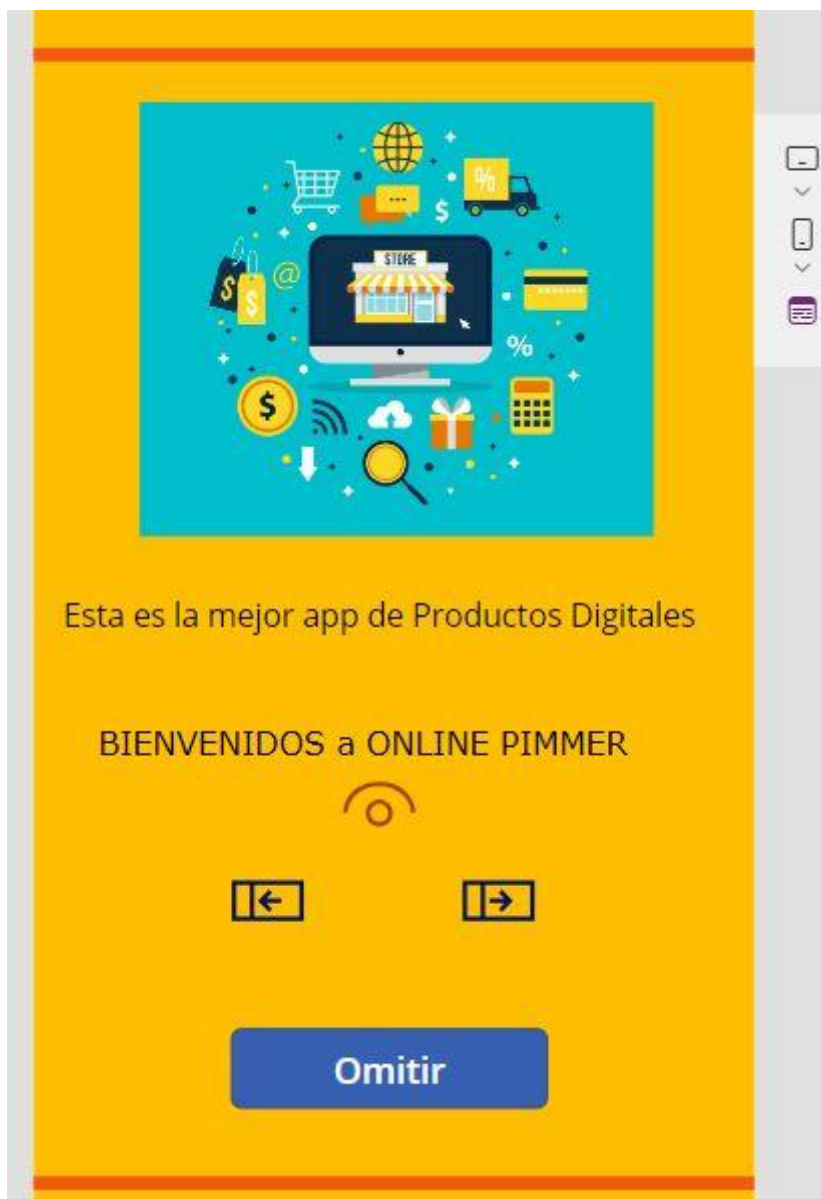 %
$
STORE
$
$
@
%
$
Esta es la mejor app de Productos Digitales
BIENVENIDOS a ONLINE PIMMER
Omitir